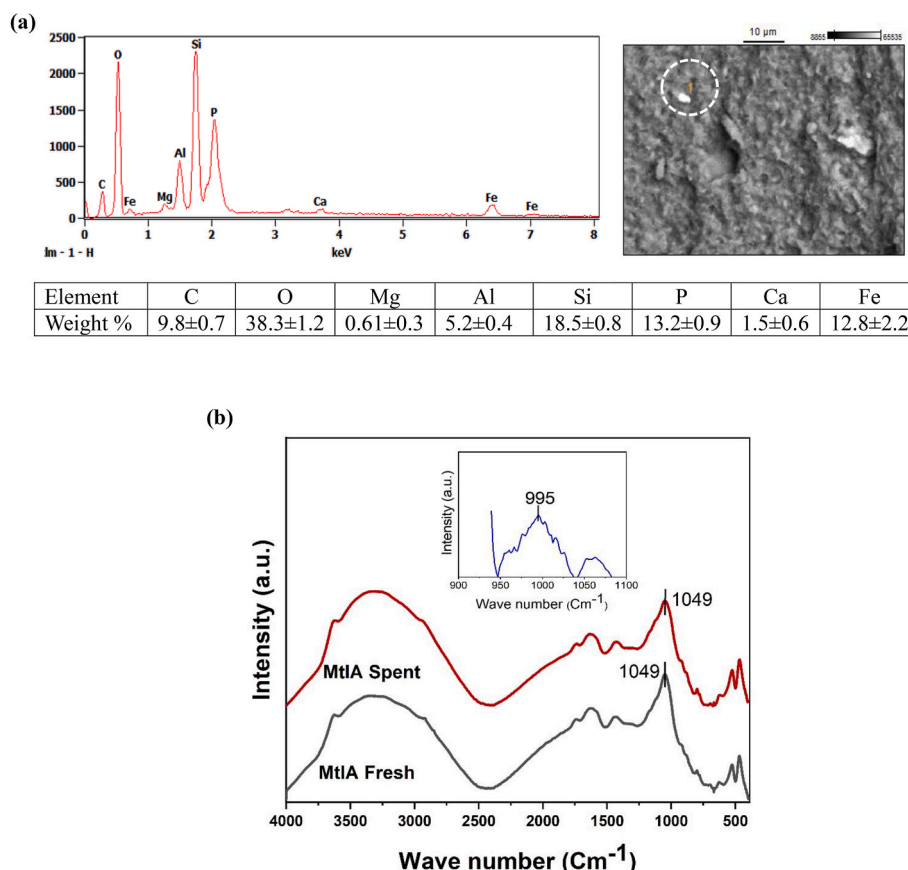 (a)
2500
2000
1500
1000
500
0
O
Si
P
Al
C
Fe
Mg
Ca
Fe
Fe
0 1 2 3 4 5 6 7 8
Jm - 1 - H
keV
10 µm
8865 65535
1
Element C O Mg Al Si P Ca Fe
Weight % 9.8±0.7 38.3±1.2 0.61±0.3 5.2±0.4 18.5±0.8 13.2±0.9 1.5±0.6 12.8±2.2
(b)
Intensity (a.u.)
995
Intensity (a.u.)
900 950 1000 1050 1100
Wave number (Cm-1)
1049
MtIA Spent
1049
MtIA Fresh
4000 3500 3000 2500 2000 1500 1000 500
Wave number (Cm-1)